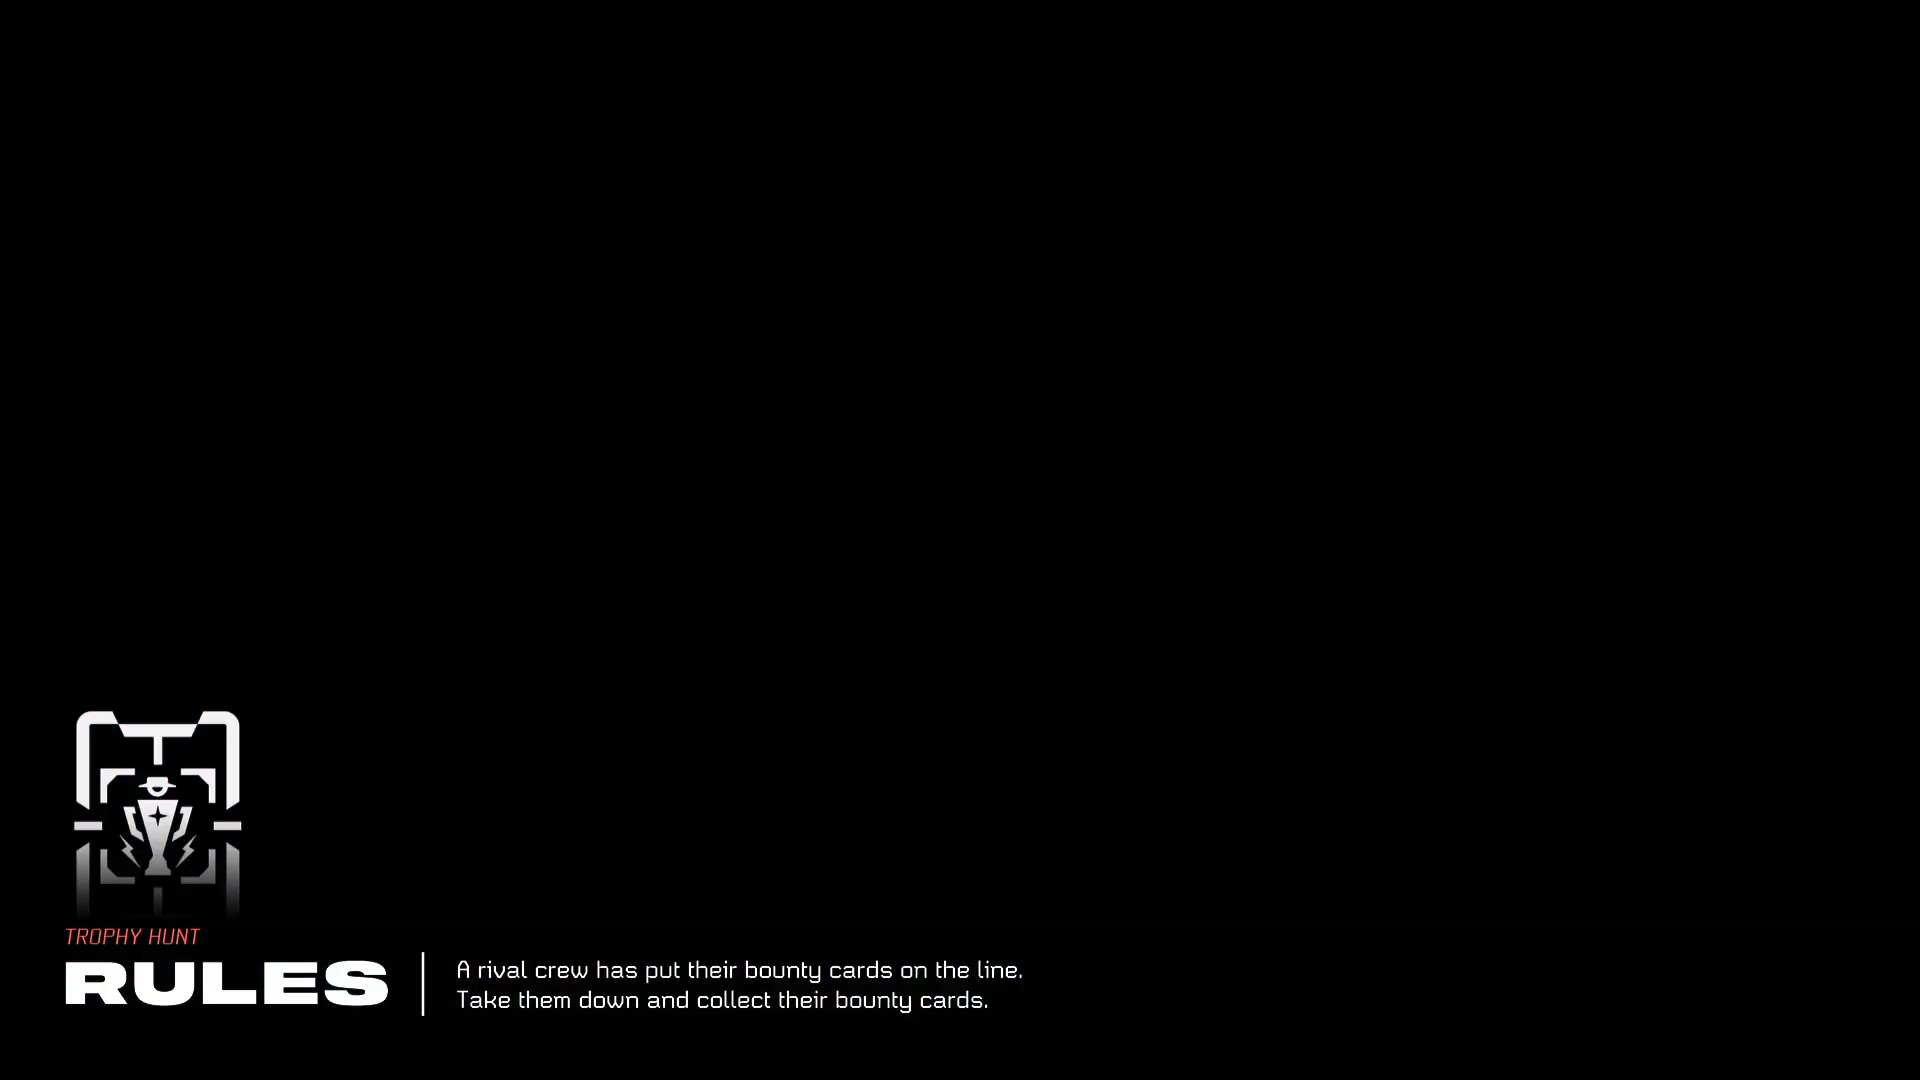 TROPHY HUNT
RULES
A rival crew has put their bounty cards on the line.
Take them down and collect their bounty cards.